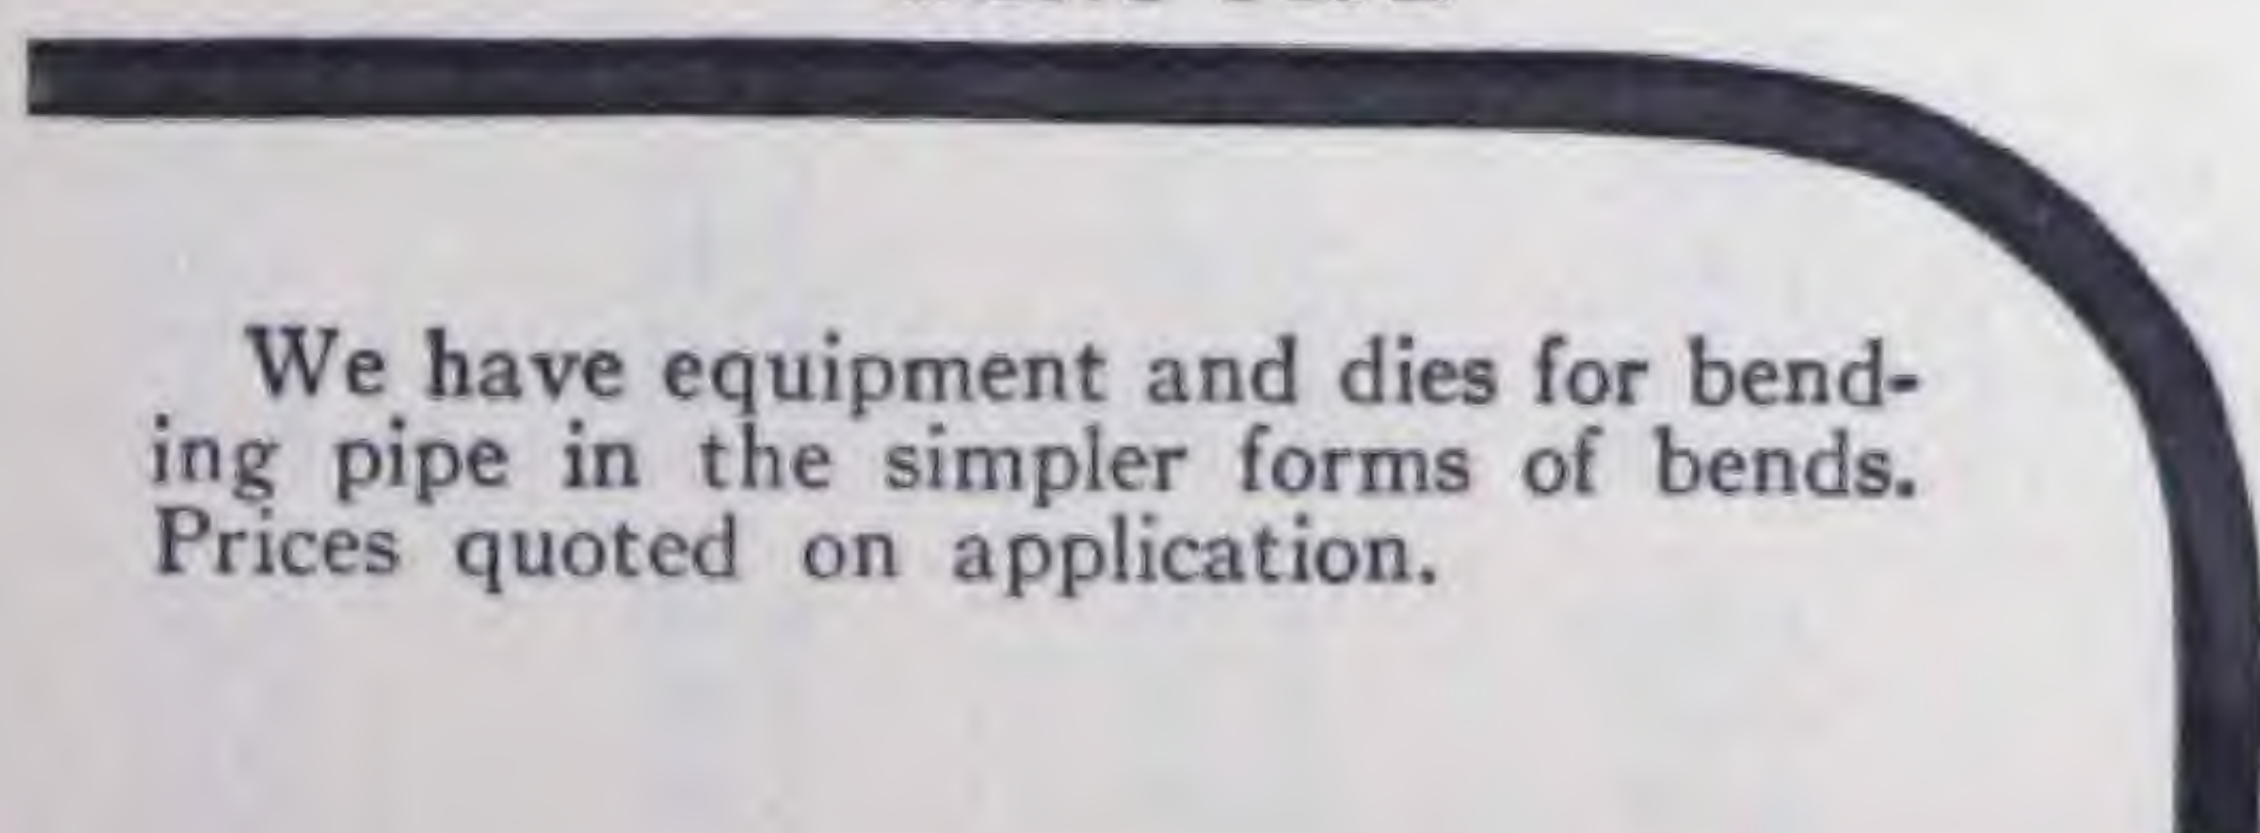 We have equipment and dies for bend-
ing pipe in the simpler forms of bends.
Prices quoted on application.